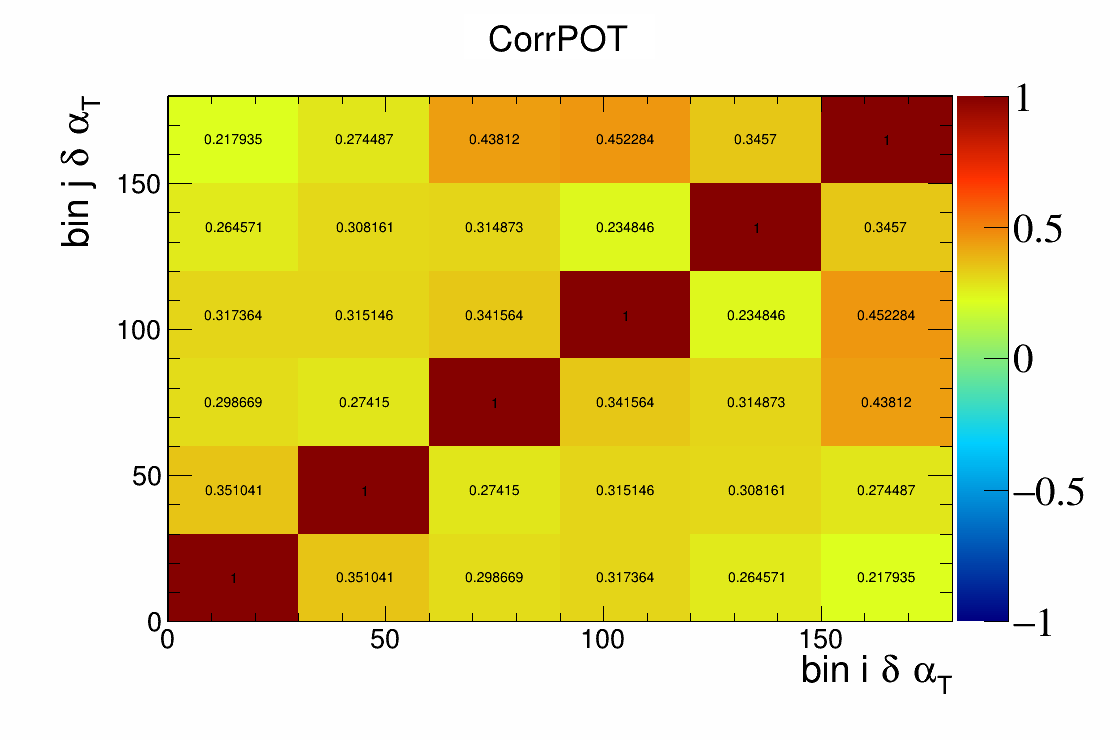 CorrPOT
bin j δ α_T
0.217935 0.274487 0.43812 0.452284 0.3457 1
0.264571 0.308161 0.314873 0.234846 1 0.3457
0.317364 0.315146 0.341564 1 0.234846 0.452284
0.298669 0.27415 1 0.341564 0.314873 0.43812
0.351041 1 0.27415 0.315146 0.308161 0.274487
1 0.351041 0.298669 0.317364 0.264571 0.217935
150
100
50
0
0 50 100 150
bin i δ α_T
1
0.5
0
−0.5
−1